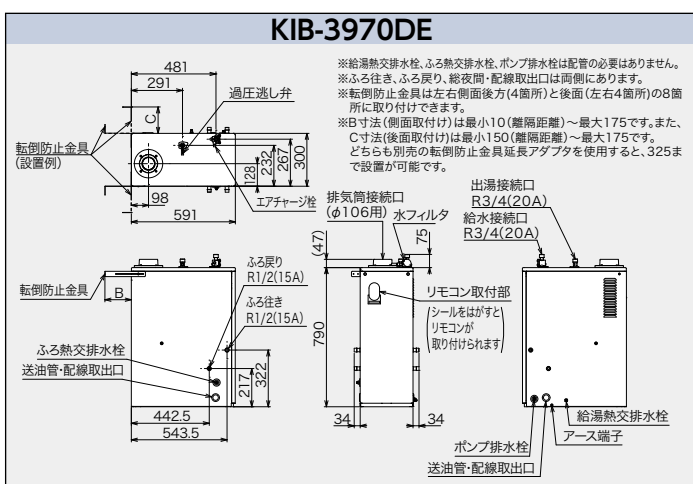 KIB-3970DE
※給湯熱交排水栓、ふろ熱交排水栓、ポンプ排水栓は配管の必要はありません。
※ふろ往き、ふろ戻り、総夜間・配線取出口は両側にあります。
※転倒防止金具は左右側面後方(4箇所)と後面(左右4箇所)の8箇
所に取り付けできます。
※B寸法(側面取付け)は最小10(離隔距離)～最大175です。また、
C寸法(後面取付け)は最小150(離隔距離)～最大175です。
どちらも別売の転倒防止金具延長アダプタを使用すると、325ま
で設置が可能です。
481
291
過圧逃し弁
C
転倒防止金具
(設置例)
128
232
267
300
98
591
エアチャージ栓
排気筒接続口
(φ106用)
水フィルタ
(47)
75
出湯接続口
R3/4(20A)
給水接続口
R3/4(20A)
転倒防止金具
B
ふろ戻り
R1/2(15A)
ふろ往き
R1/2(15A)
ふろ熱交排水栓
送油管・配線取出口
217
322
442.5
543.5
790
リモコン取付部
(シールをはがすと
リモコンが
取り付けられます)
34
34
給湯熱交排水栓
アース端子
ポンプ排水栓
送油管・配線取出口